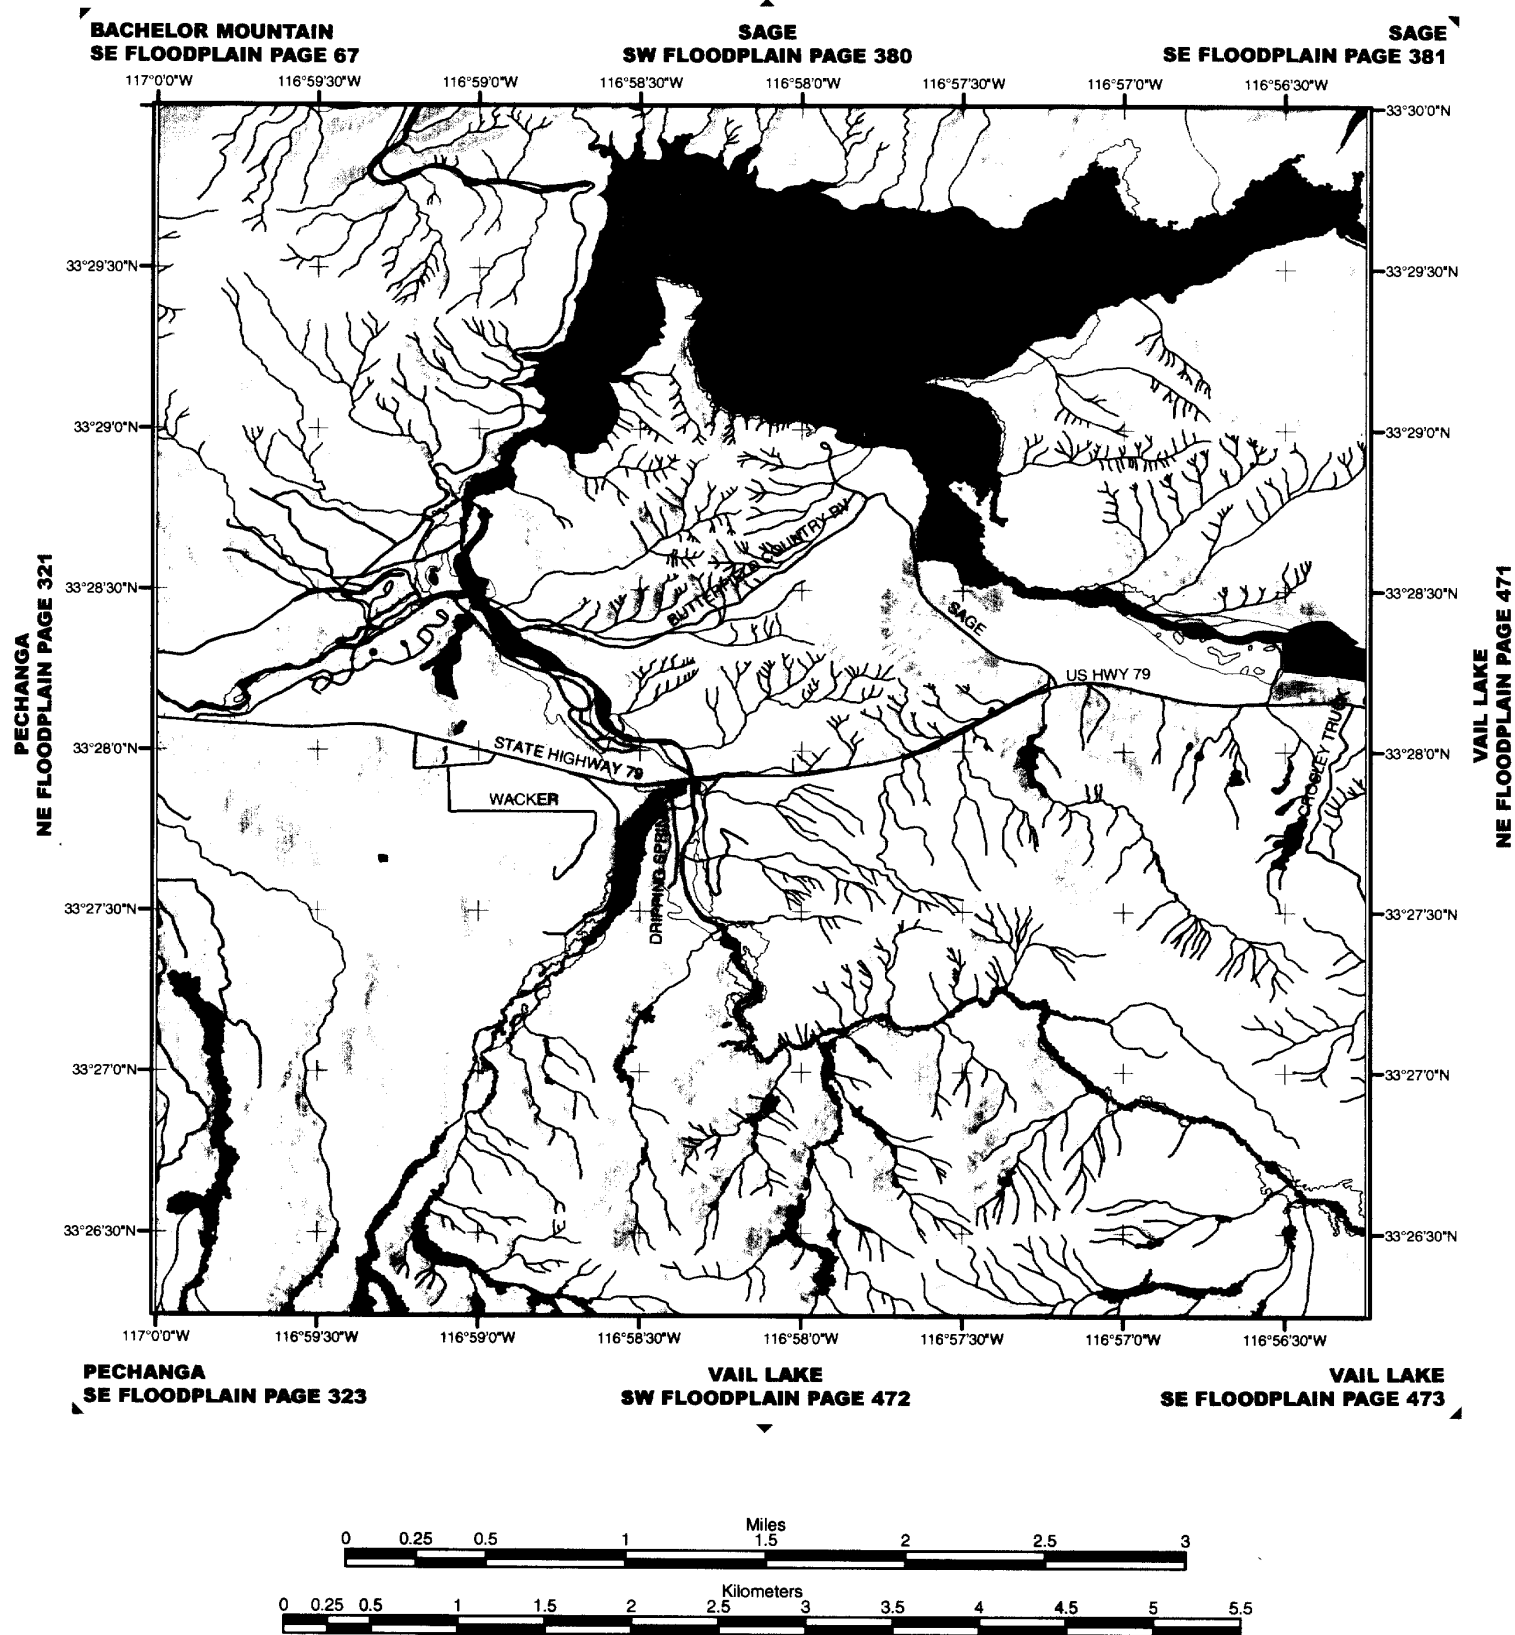 BACHELOR MOUNTAIN
SE FLOODPLAIN PAGE 67
SAGE
SW FLOODPLAIN PAGE 380
SAGE
SE FLOODPLAIN PAGE 381
117°0'0"W 116°59'30"W 116°59'0"W 116°58'30"W 116°58'0"W 116°57'30"W 116°57'0"W 116°56'30"W
33°30'0"N
33°29'30"N 33°29'30"N
33°29'0"N 33°29'0"N
33°28'30"N 33°28'30"N
33°28'0"N 33°28'0"N
33°27'30"N 33°27'30"N
33°27'0"N 33°27'0"N
33°26'30"N 33°26'30"N
PECHANGA
NE FLOODPLAIN PAGE 321
VAIL LAKE
NE FLOODPLAIN PAGE 471
BUTTERFIELD COUNTRY RV
SAGE
US HWY 79
STATE HIGHWAY 79
WACKER
DRIPPING SPRING
CROSLEY TRUCK
117°0'0"W 116°59'30"W 116°59'0"W 116°58'30"W 116°58'0"W 116°57'30"W 116°57'0"W 116°56'30"W
PECHANGA
SE FLOODPLAIN PAGE 323
VAIL LAKE
SW FLOODPLAIN PAGE 472
VAIL LAKE
SE FLOODPLAIN PAGE 473
Miles
0 0.25 0.5 1 1.5 2 2.5 3
Kilometers
0 0.25 0.5 1 1.5 2 2.5 3 3.5 4 4.5 5 5.5